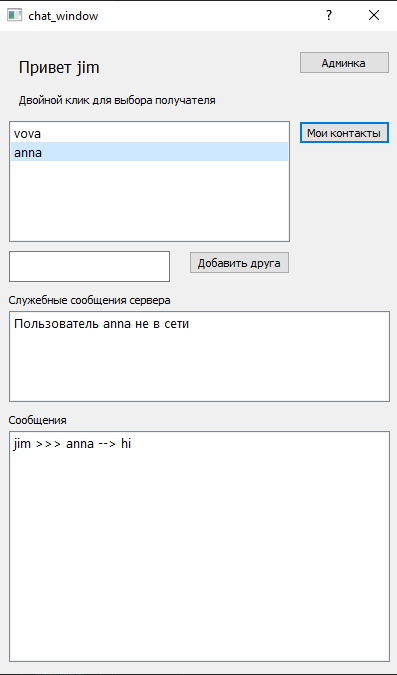 chat_window
?
Привет jim
Админка
Двойной клик для выбора получателя
vova
Мои контакты
anna
Добавить друга
Служебные сообщения сервера
Пользователь anna не в сети
Сообщения
jim >>> anna --> hi